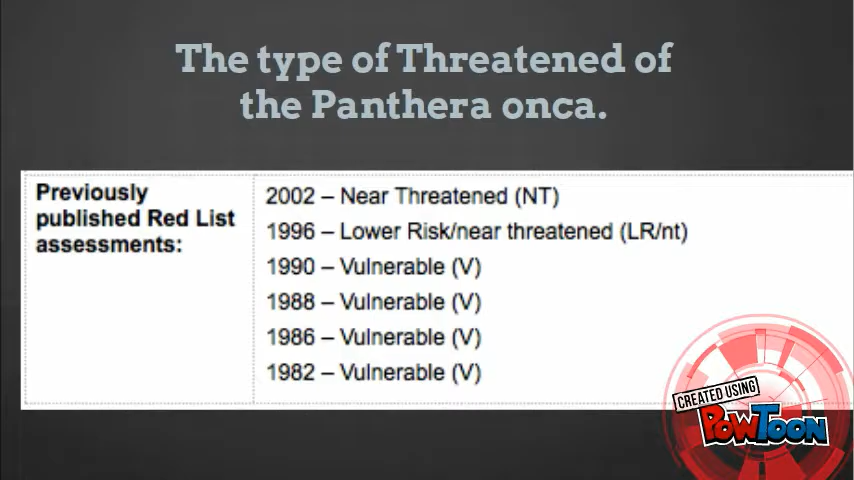 The type of Threatened of
the Panthera onca.
Previously
published Red List
assessments:
2002 – Near Threatened (NT)
1996 – Lower Risk/near threatened (LR/nt)
1990 – Vulnerable (V)
1988 – Vulnerable (V)
1986 – Vulnerable (V)
1982 – Vulnerable (V)
CREATED USING
POWTOON